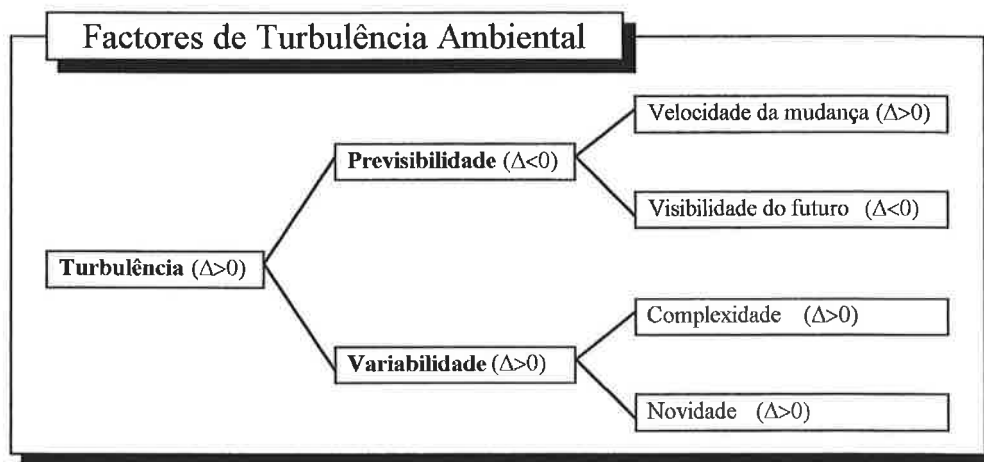 Factores de Turbulência Ambiental
Velocidade da mudança (Δ>0)
Previsibilidade (Δ<0)
Visibilidade do futuro (Δ<0)
Turbulência (Δ>0)
Complexidade (Δ>0)
Variabilidade (Δ>0)
Novidade (Δ>0)